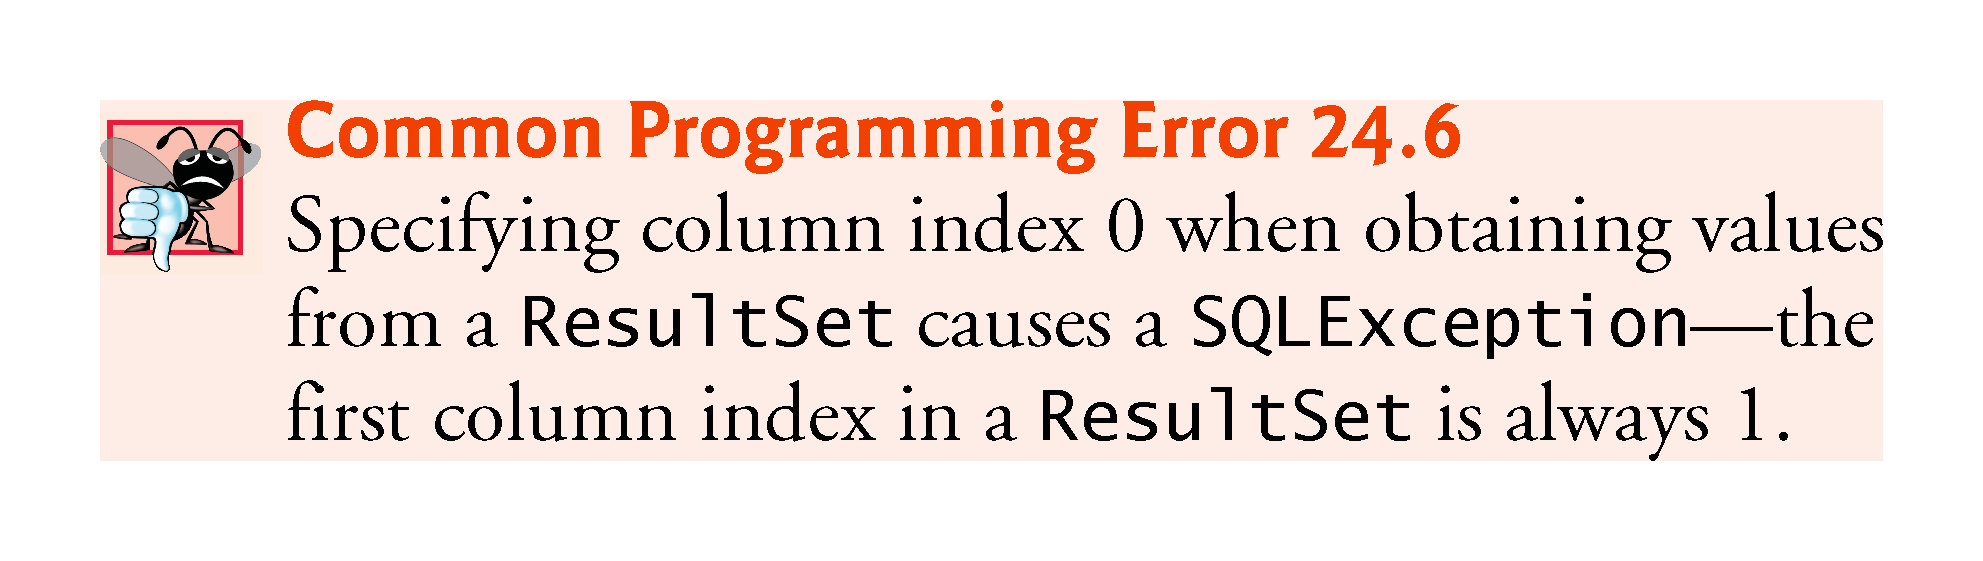 Common Programming Error 24.6
Specifying column index 0 when obtaining values
from a ResultSet causes a SQLException—the
first column index in a ResultSet is always 1.